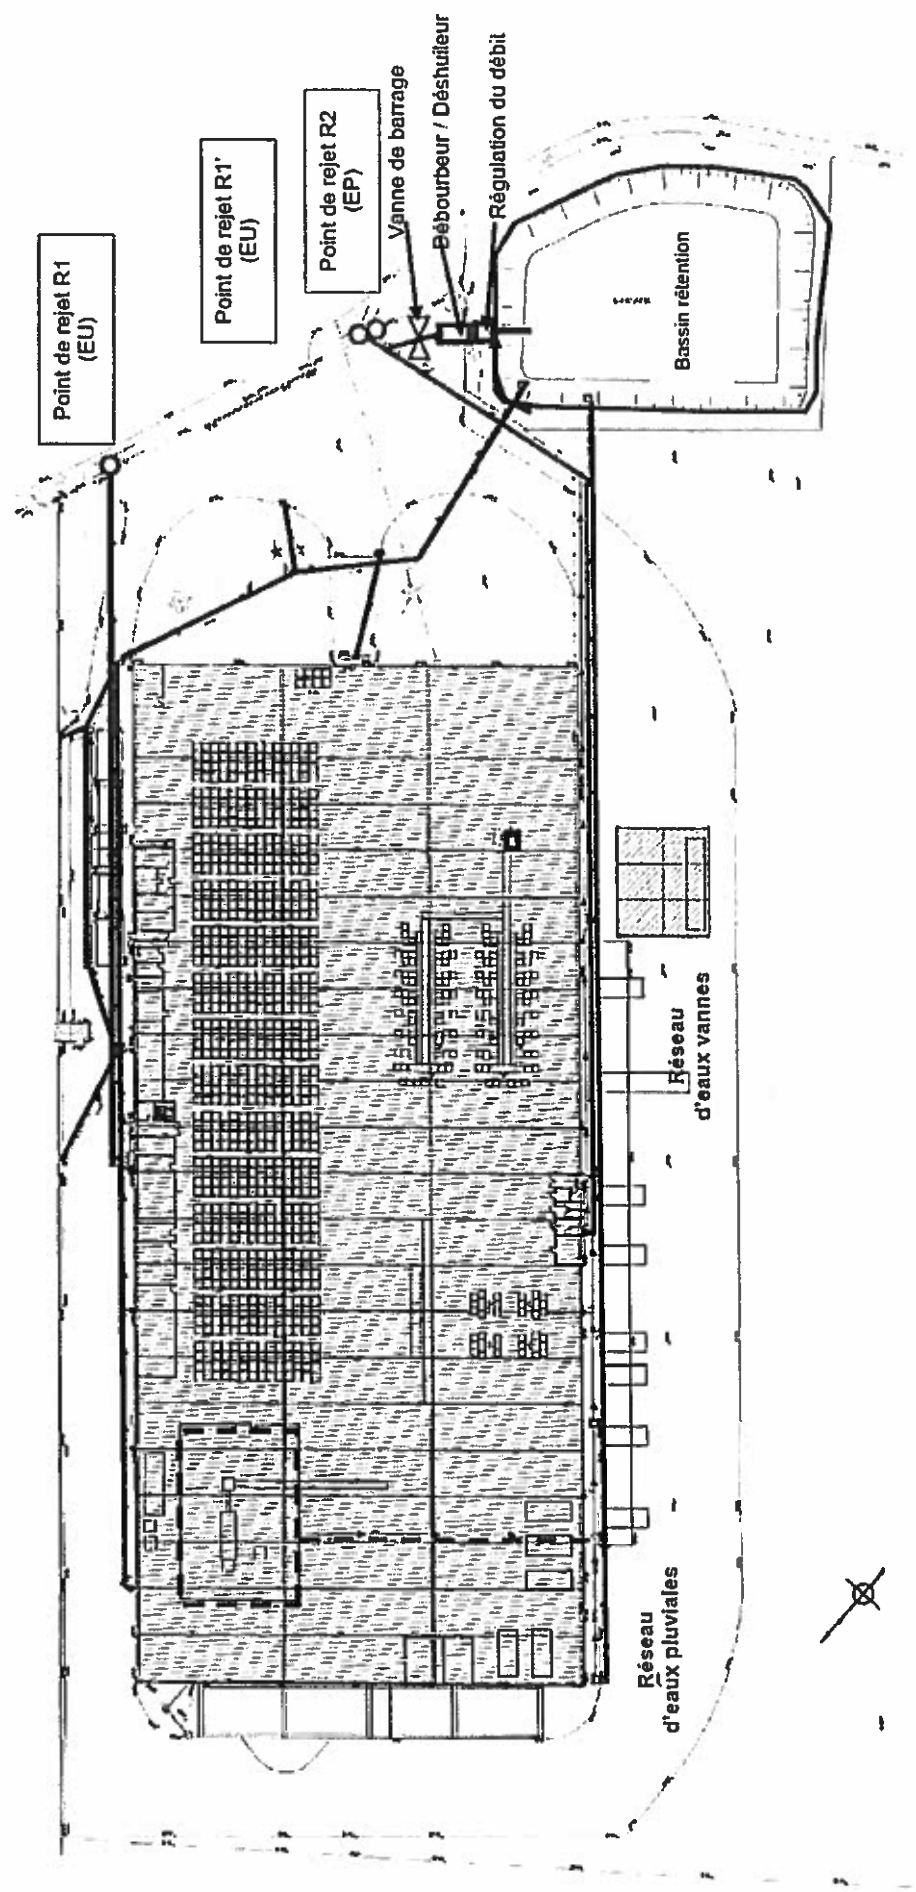 Point de rejet R1
(EU)
Point de rejet R1'
(EU)
Point de rejet R2
(EP)
Vanne de barrage
Débourbeur / Déshuileur
Régulation du débit
Bassin rétention
Réseau
d'eaux vannes
Réseau
d'eaux pluviales